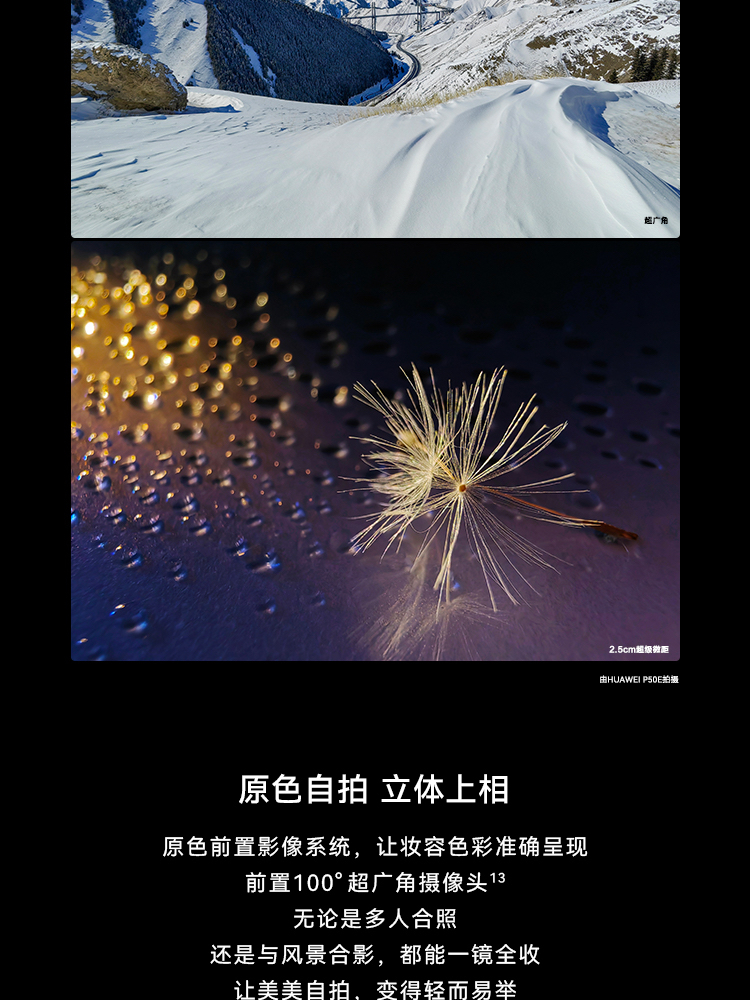 超广角
2.5cm超级微距
由HUAWEI P50E拍摄
原色自拍 立体上相
原色前置影像系统，让妆容色彩准确呈现
前置100°超广角摄像头13
无论是多人合照
还是与风景合影，都能一镜全收
让美美自拍，变得轻而易举